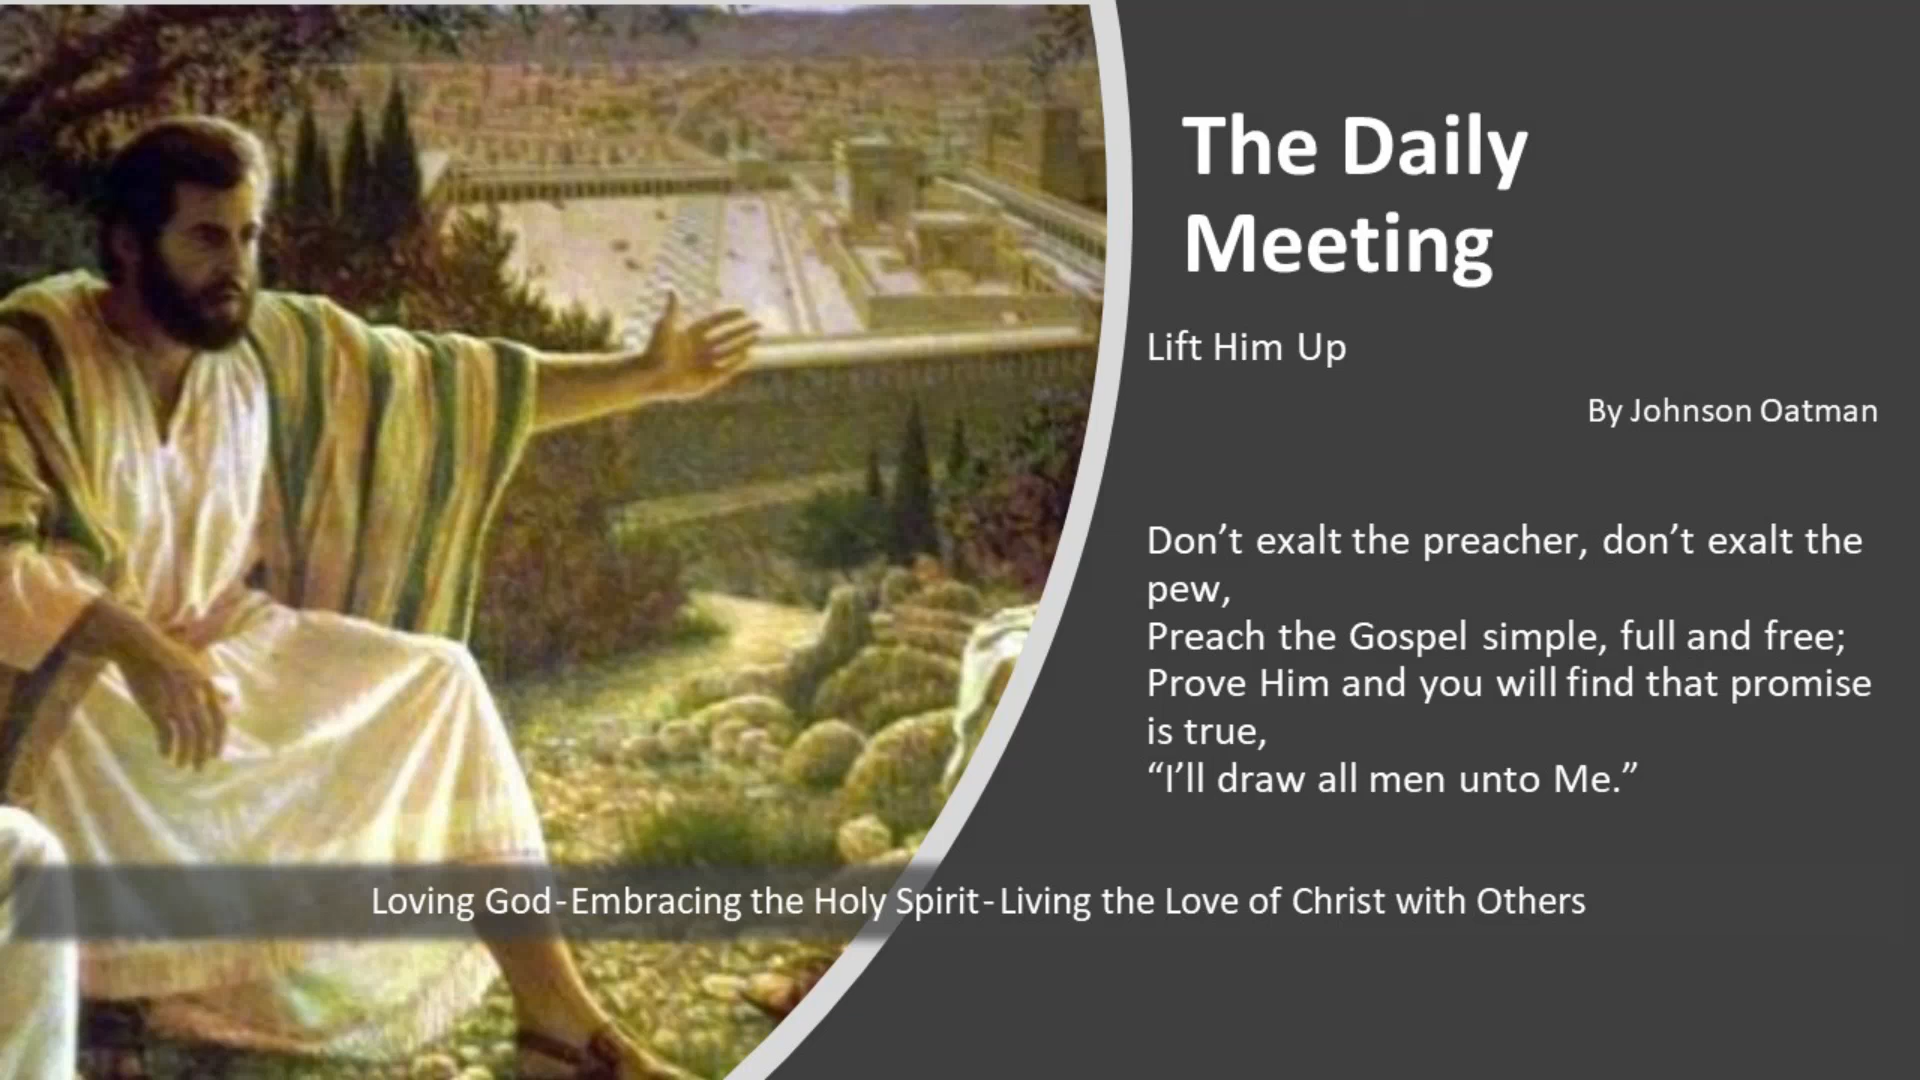 The Daily
Meeting
Lift Him Up
By Johnson Oatman
Don’t exalt the preacher, don’t exalt the
pew,
Preach the Gospel simple, full and free;
Prove Him and you will find that promise
is true,
“I’ll draw all men unto Me.”
Loving God-Embracing the Holy Spirit-Living the Love of Christ with Others